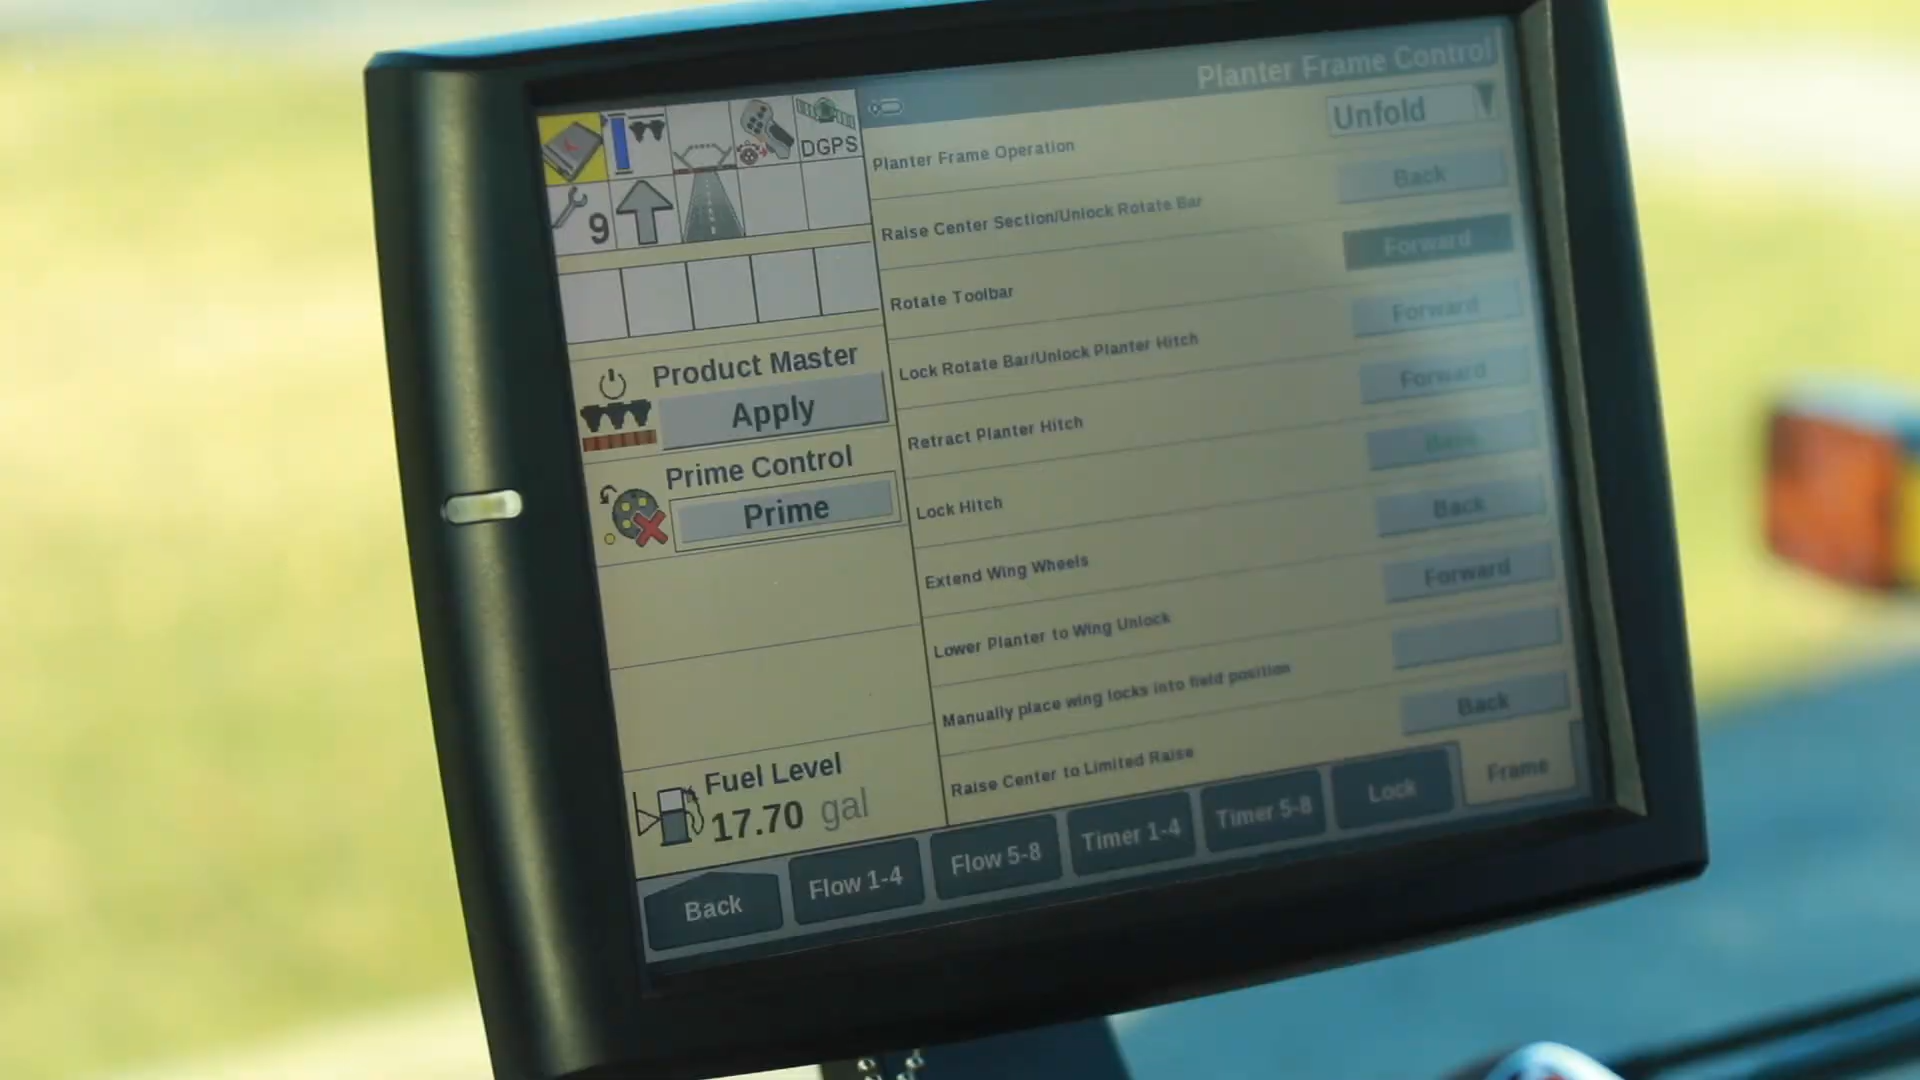 Planter Frame Control
DGPS
9
Planter Frame Operation Unfold
Raise Center Section/Unlock Rotate Bar Back
Rotate Toolbar Forward
Lock Rotate Bar/Unlock Planter Hitch Forward
Retract Planter Hitch Forward
Lock Hitch
Extend Wing Wheels Back
Lower Planter to Wing Unlock Forward
Manually place wing locks into field position
Raise Center to Limited Raise Back
Product Master
Apply
Prime Control
Prime
Fuel Level
17.70 gal
Back Flow 1-4 Flow 5-8 Timer 1-4 Timer 5-8 Lock Frame